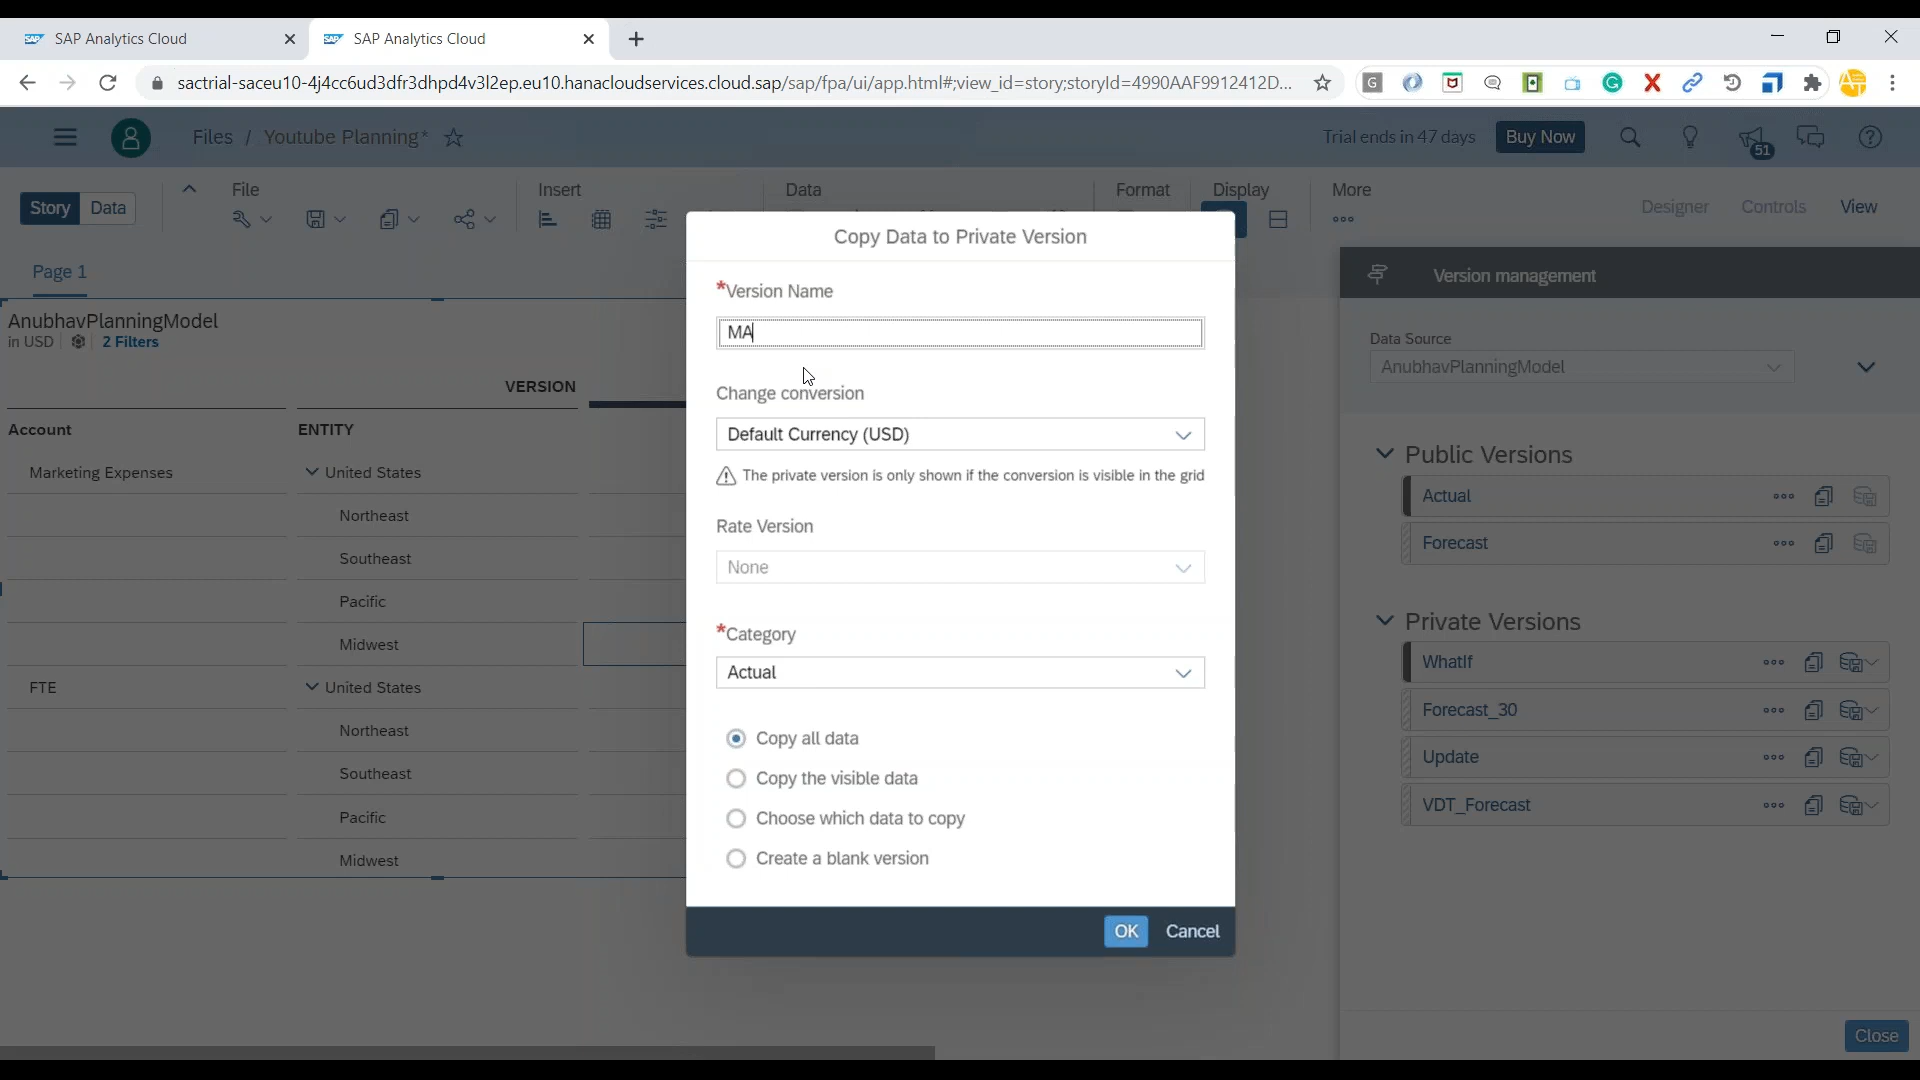 SAP SAP Analytics Cloud
SAP SAP Analytics Cloud
sactrial-saceu10-4j4cc6ud3dfr3dhpd4v3l2ep.eu10.hanacloudservices.cloud.sap/sap/fpa/ui/app.html#;view_id=story;storyId=4990AAF9912412D...
Files / Youtube Planning*
Trial ends in 47 days
Buy Now
51
Story Data
File
Insert
Data
Format
Display
More
Designer
Controls
View
Page 1
AnubhavPlanningModel
in USD 2 Filters
VERSION
Account ENTITY
Marketing Expenses United States
Northeast
Southeast
Pacific
Midwest
FTE United States
Northeast
Southeast
Pacific
Midwest
Copy Data to Private Version
*Version Name
MA
Change conversion
Default Currency (USD)
The private version is only shown if the conversion is visible in the grid
Rate Version
None
*Category
Actual
Copy all data
Copy the visible data
Choose which data to copy
Create a blank version
OK Cancel
Version management
Data Source
AnubhavPlanningModel
Public Versions
Actual
Forecast
Private Versions
WhatIf
Forecast_30
Update
VDT_Forecast
Close